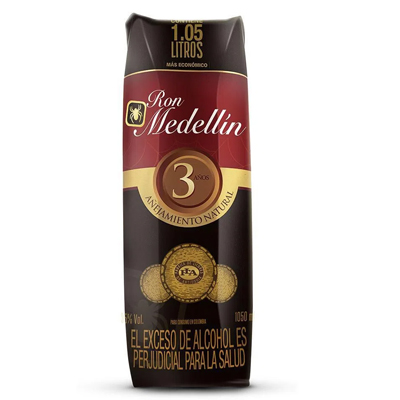 CONTIENE
1.05
LITROS
MÁS ECONÓMICO
Ron
Medellín
3 AÑOS
AÑEJAMIENTO NATURAL
% Vol.
1050 m
EL EXCESO DE ALCOHOL ES
PERJUDICIAL PARA LA SALUD